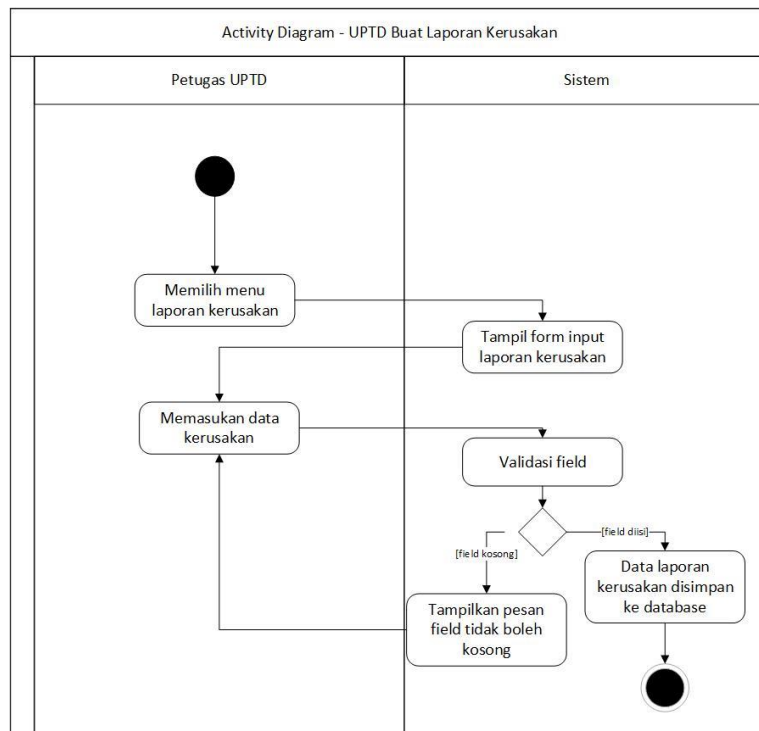 Activity Diagram - UPTD Buat Laporan Kerusakan
Petugas UPTD
Sistem
Memilih menu
laporan kerusakan
Tampil form input
laporan kerusakan
Memasukan data
kerusakan
Validasi field
[field diisi]
[field kosong]
Data laporan
kerusakan disimpan
ke database
Tampilkan pesan
field tidak boleh
kosong